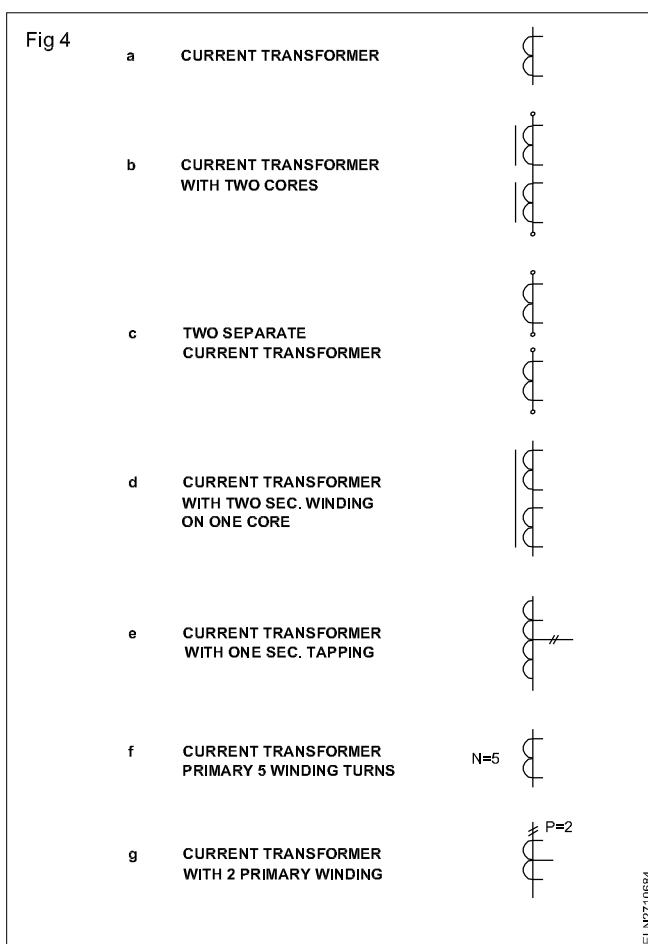 Fig 4
a CURRENT TRANSFORMER
b CURRENT TRANSFORMER
WITH TWO CORES
c TWO SEPARATE
CURRENT TRANSFORMER
d CURRENT TRANSFORMER
WITH TWO SEC. WINDING
ON ONE CORE
e CURRENT TRANSFORMER
WITH ONE SEC. TAPPING
f CURRENT TRANSFORMER
PRIMARY 5 WINDING TURNS
N=5
P=2
g CURRENT TRANSFORMER
WITH 2 PRIMARY WINDING
ELN2710684